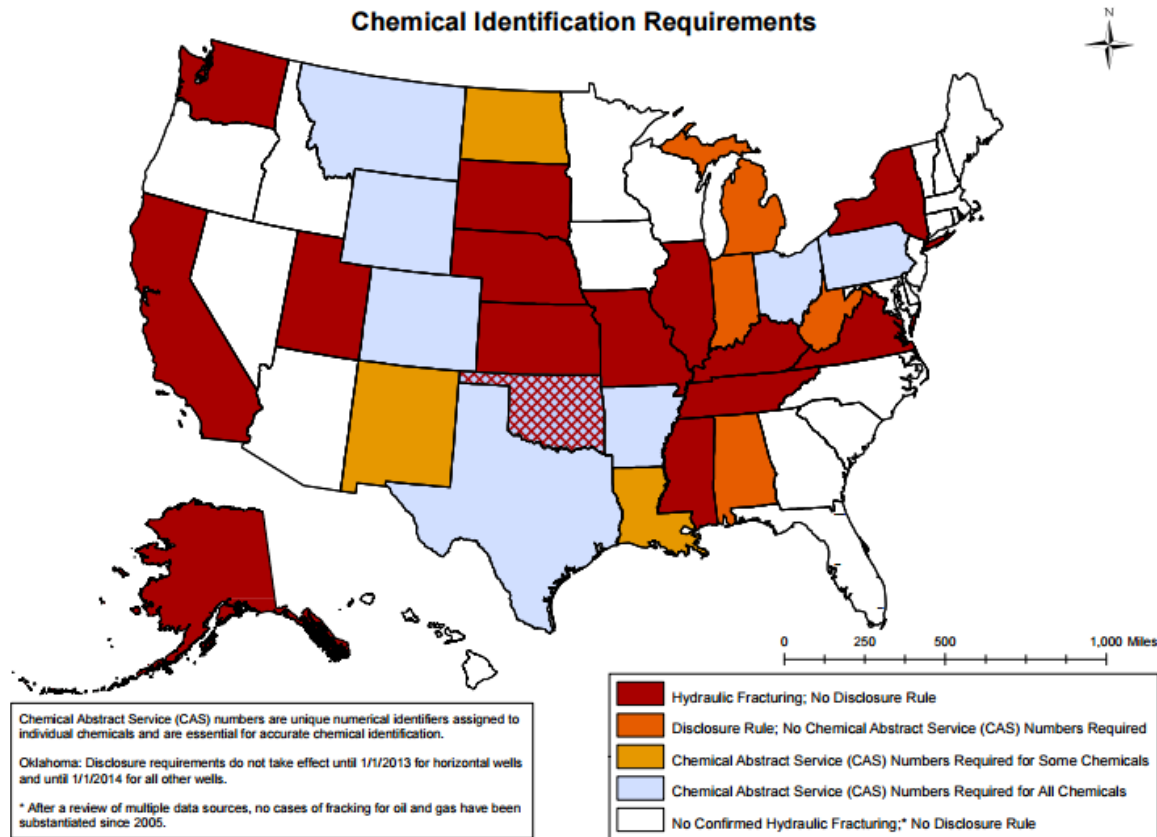 Chemical Identification Requirements
N
0 250 500 1,000 Miles
Chemical Abstract Service (CAS) numbers are unique numerical identifiers assigned to
individual chemicals and are essential for accurate chemical identification.
Oklahoma: Disclosure requirements do not take effect until 1/1/2013 for horizontal wells
and until 1/1/2014 for all other wells.
* After a review of multiple data sources, no cases of fracking for oil and gas have been
substantiated since 2005.
Hydraulic Fracturing; No Disclosure Rule
Disclosure Rule; No Chemical Abstract Service (CAS) Numbers Required
Chemical Abstract Service (CAS) Numbers Required for Some Chemicals
Chemical Abstract Service (CAS) Numbers Required for All Chemicals
No Confirmed Hydraulic Fracturing;* No Disclosure Rule